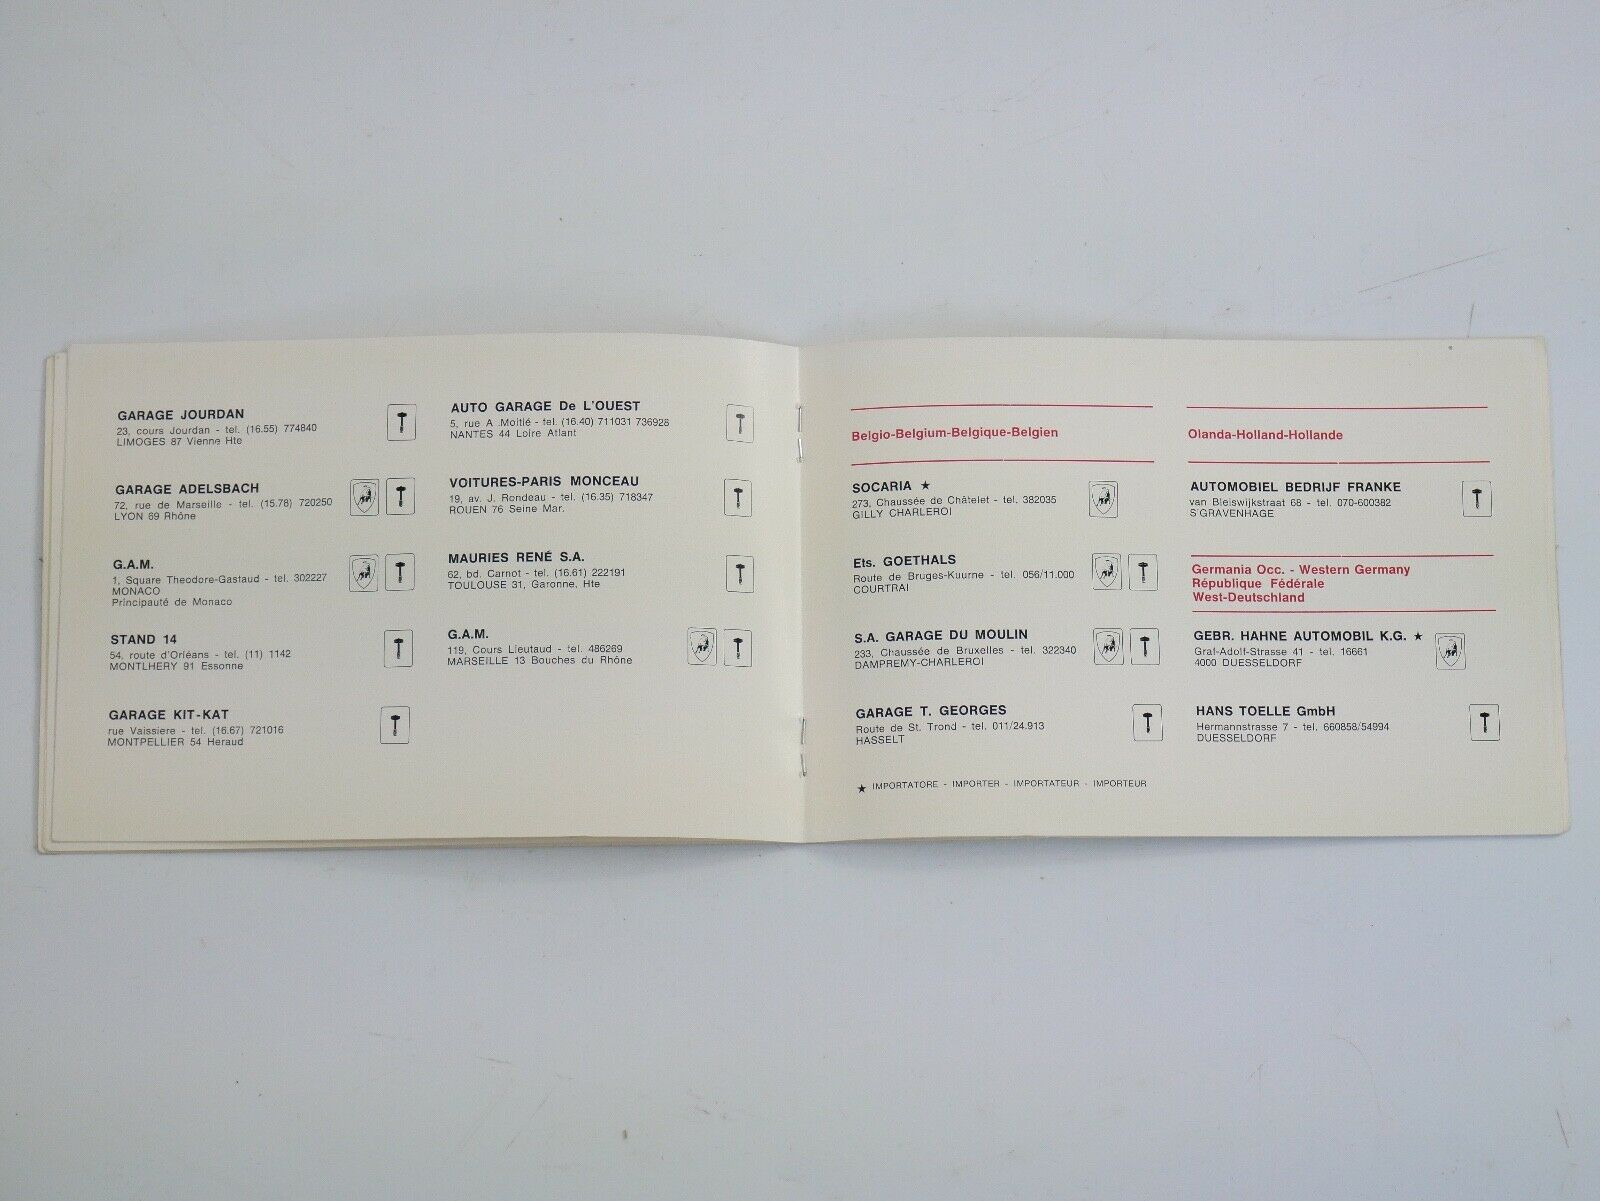 GARAGE JOURDAN
23, cours Jourdan - tel. (16.55) 774840
LIMOGES 87 Vienne Hte
GARAGE ADELSBACH
72, rue de Marseille - tel. (15.78) 720250
LYON 69 Rhône
G.A.M.
1, Square Theodore-Gastaud - tel. 302227
MONACO
Principauté de Monaco
STAND 14
54, route d'Orléans - tel. (11) 1142
MONTLHERY 91 Essonne
GARAGE KIT-KAT
rue Vaissiere - tel. (16.67) 721016
MONTPELLIER 54 Heraud
AUTO GARAGE De L'OUEST
5, rue A .Moitié - tel. (16.40) 711031 736928
NANTES 44 Loire Atlant
VOITURES-PARIS MONCEAU
19, av. J. Rondeau - tel. (16.35) 718347
ROUEN 76 Seine Mar.
MAURIES RENÉ S.A.
62, bd. Carnot - tel. (16.61) 222191
TOULOUSE 31, Garonne, Hte
G.A.M.
119, Cours Lieutaud - tel. 486269
MARSEILLE 13 Bouches du Rhône
Belgio-Belgium-Belgique-Belgien
SOCARIA ★
273, Chaussée de Châtelet - tel. 382035
GILLY CHARLEROI
Ets. GOETHALS
Route de Bruges-Kuurne - tel. 056/11.000
COURTRAI
S.A. GARAGE DU MOULIN
233, Chaussée de Bruxelles - tel. 322340
DAMPREMY-CHARLEROI
GARAGE T. GEORGES
Route de St. Trond - tel. 011/24.913
HASSELT
★ IMPORTATORE - IMPORTER - IMPORTATEUR - IMPORTEUR
Olanda-Holland-Hollande
AUTOMOBIEL BEDRIJF FRANKE
van Bleiswijkstraat 68 - tel. 070-600382
S'GRAVENHAGE
Germania Occ. - Western Germany
République Fédérale
West-Deutschland
GEBR. HAHNE AUTOMOBIL K.G. ★
Graf-Adolf-Strasse 41 - tel. 16661
4000 DUESSELDORF
HANS TOELLE GmbH
Hermannstrasse 7 - tel. 660858/54994
DUESSELDORF